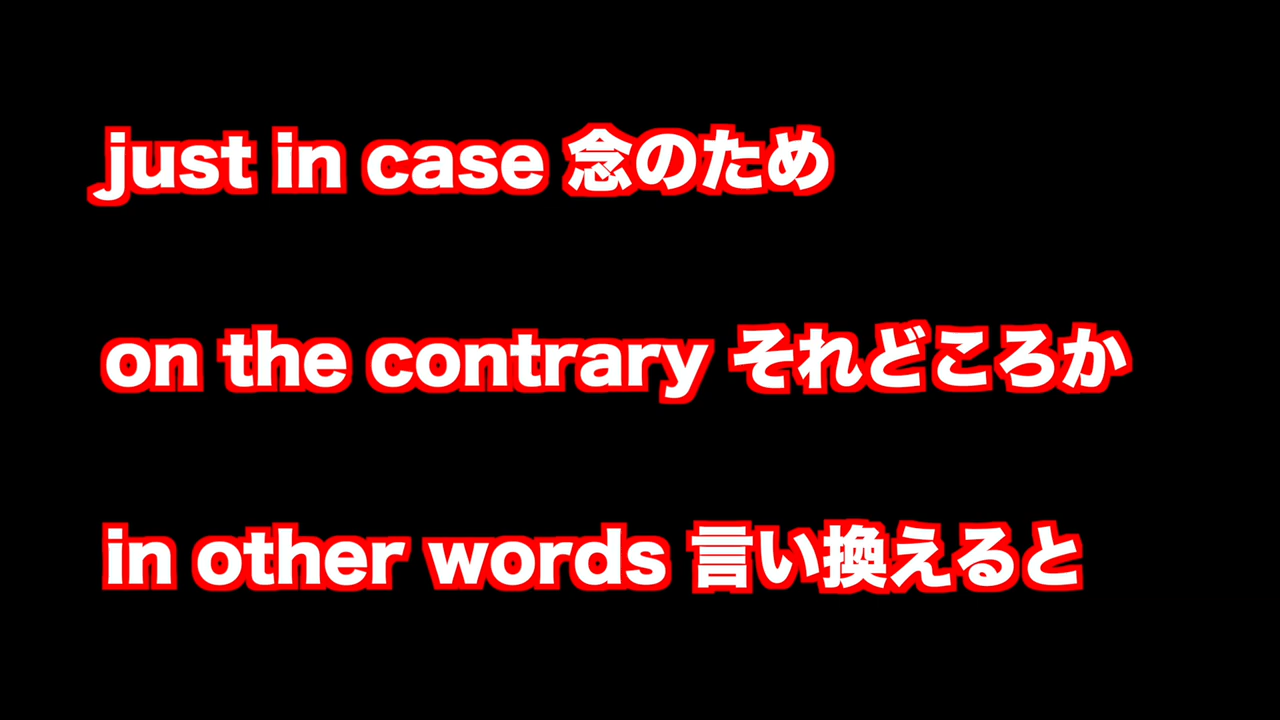 just in case 念のため
on the contrary それどころか
in other words 言い換えると